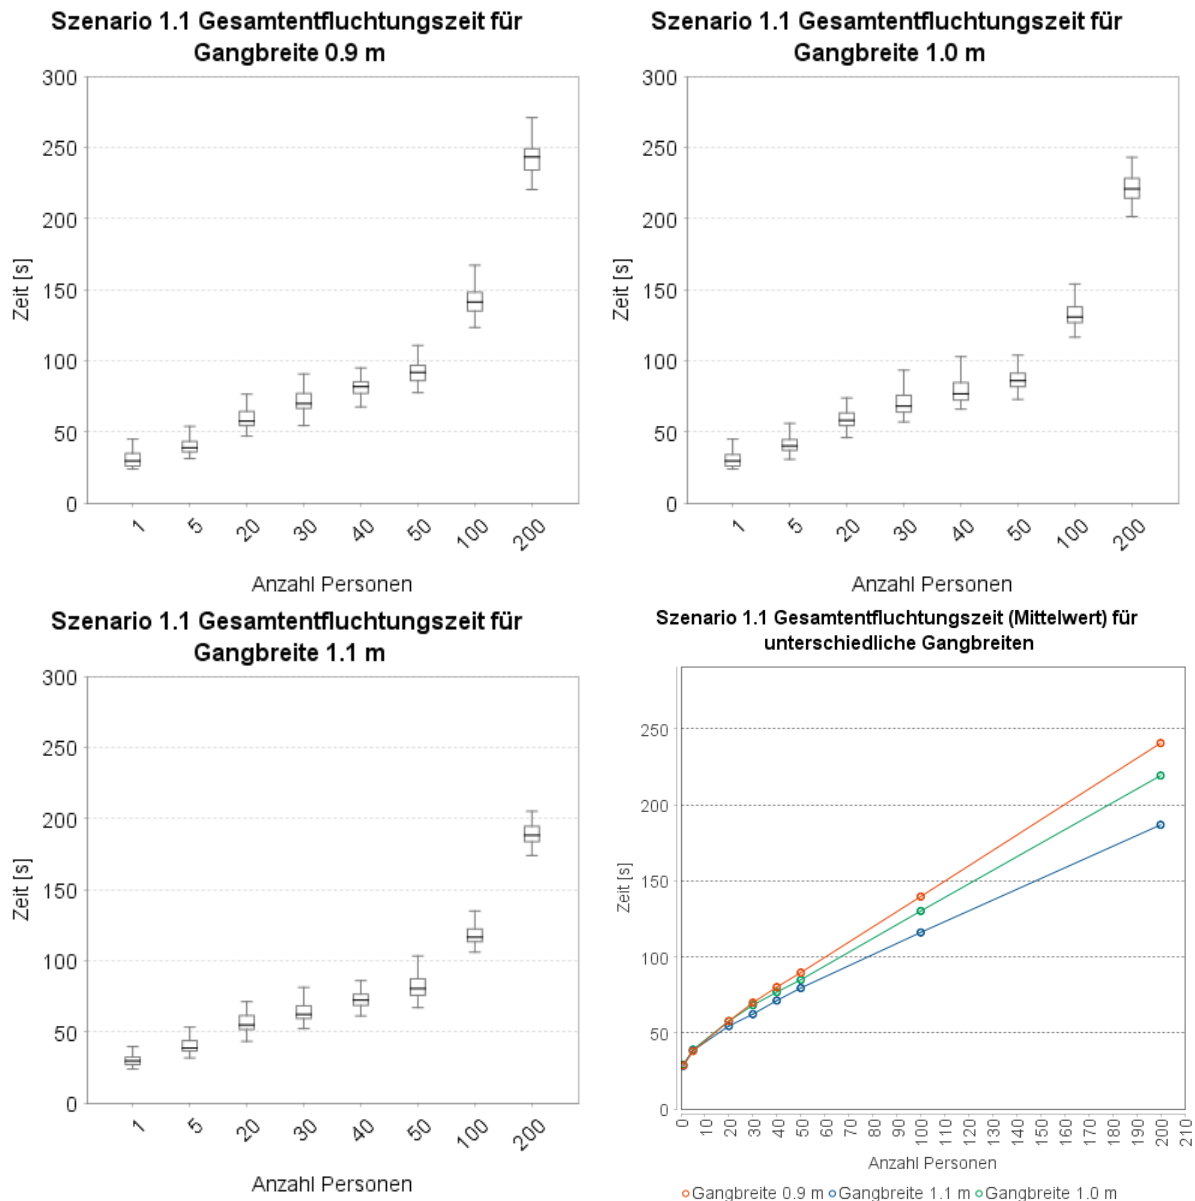 Szenario 1.1 Gesamtentfluchtungszeit für
Gangbreite 0.9 m
300
250
200
150
100
50
0
Zeit [s]
1 5 20 30 40 50 100 200
Anzahl Personen
Szenario 1.1 Gesamtentfluchtungszeit für
Gangbreite 1.0 m
300
250
200
150
100
50
0
Zeit [s]
1 5 20 30 40 50 100 200
Anzahl Personen
Szenario 1.1 Gesamtentfluchtungszeit für
Gangbreite 1.1 m
300
250
200
150
100
50
0
Zeit [s]
1 5 20 30 40 50 100 200
Anzahl Personen
Szenario 1.1 Gesamtentfluchtungszeit (Mittelwert) für
unterschiedliche Gangbreiten
250
200
150
100
50
0
Zeit [s]
0 10 20 30 40 50 60 70 80 90 100 110 120 130 140 150 160 170 180 190 200 210
Anzahl Personen
Gangbreite 0.9 m Gangbreite 1.1 m Gangbreite 1.0 m